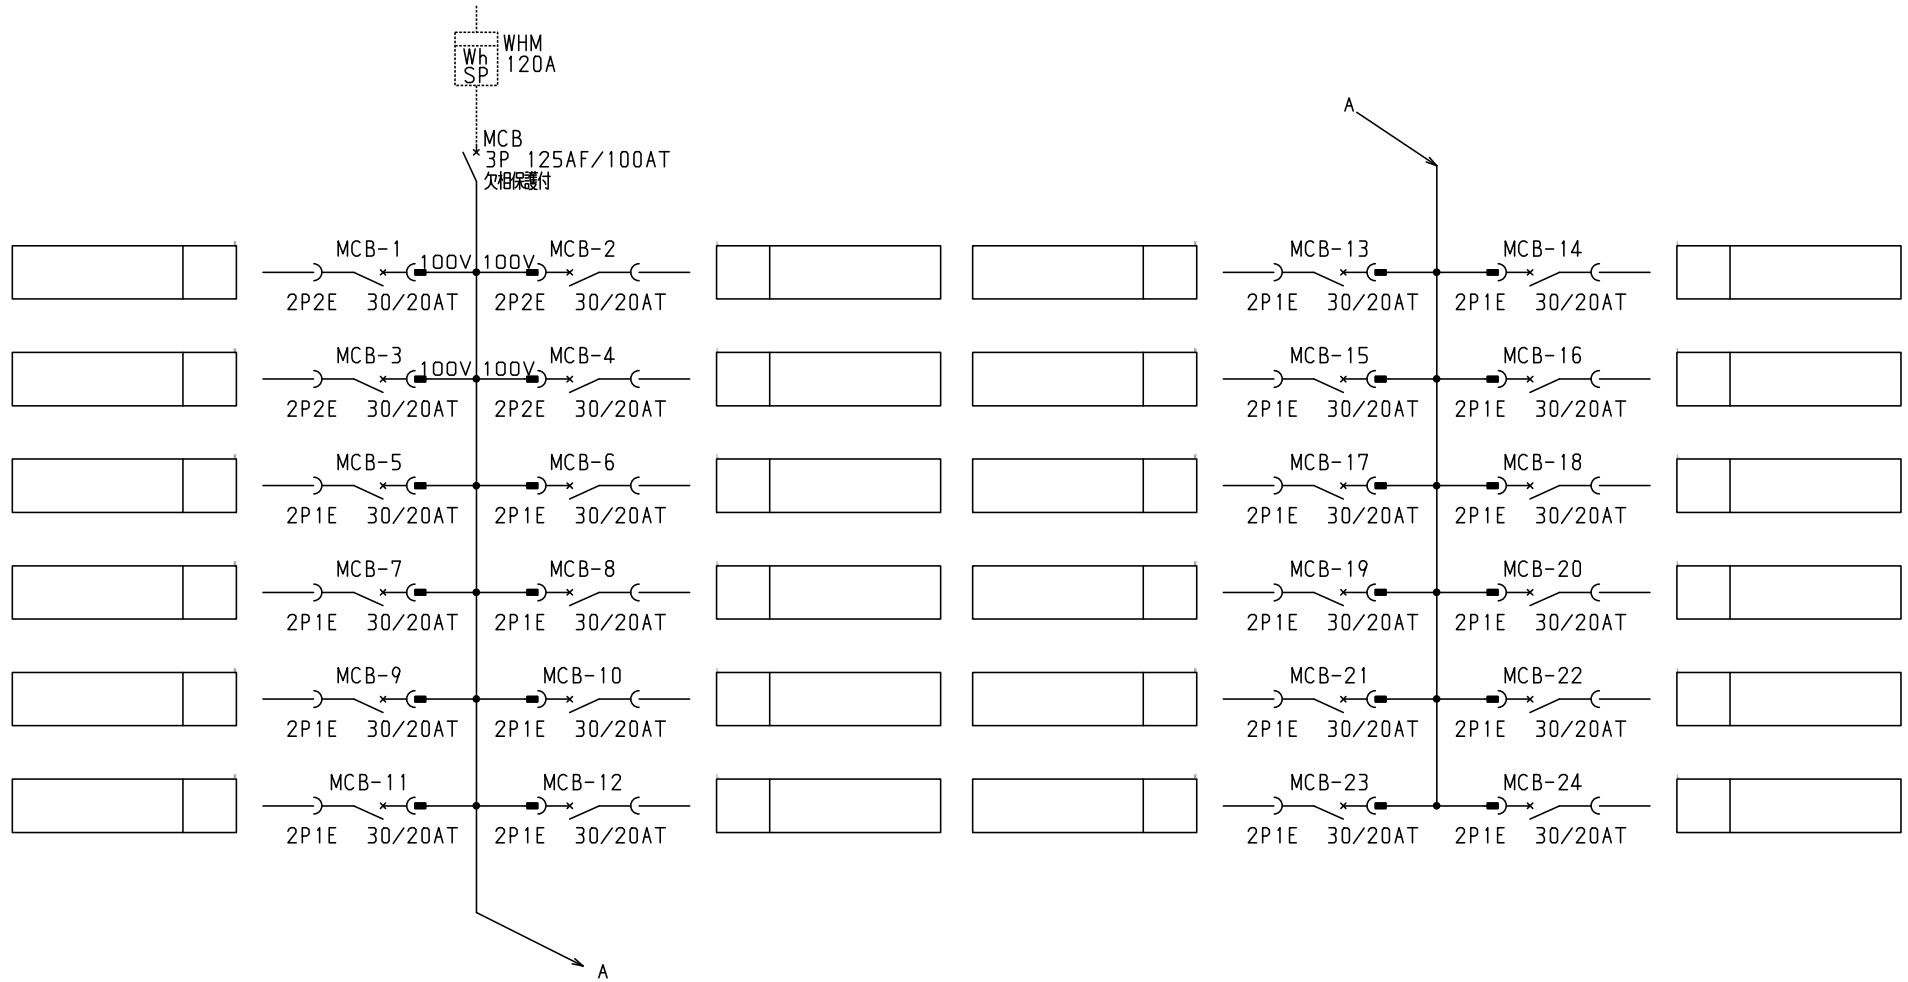 WHM
120A
Wh
SP
MCB
3P 125AF/100AT
欠相保護付
MCB-1
100V
100V
MCB-2
2P2E 30/20AT
2P2E 30/20AT
MCB-3
100V
100V
MCB-4
2P2E 30/20AT
2P2E 30/20AT
MCB-5
MCB-6
2P1E 30/20AT
2P1E 30/20AT
MCB-7
MCB-8
2P1E 30/20AT
2P1E 30/20AT
MCB-9
MCB-10
2P1E 30/20AT
2P1E 30/20AT
MCB-11
MCB-12
2P1E 30/20AT
2P1E 30/20AT
A
A
MCB-13
MCB-14
2P1E 30/20AT
2P1E 30/20AT
MCB-15
MCB-16
2P1E 30/20AT
2P1E 30/20AT
MCB-17
MCB-18
2P1E 30/20AT
2P1E 30/20AT
MCB-19
MCB-20
2P1E 30/20AT
2P1E 30/20AT
MCB-21
MCB-22
2P1E 30/20AT
2P1E 30/20AT
MCB-23
MCB-24
2P1E 30/20AT
2P1E 30/20AT